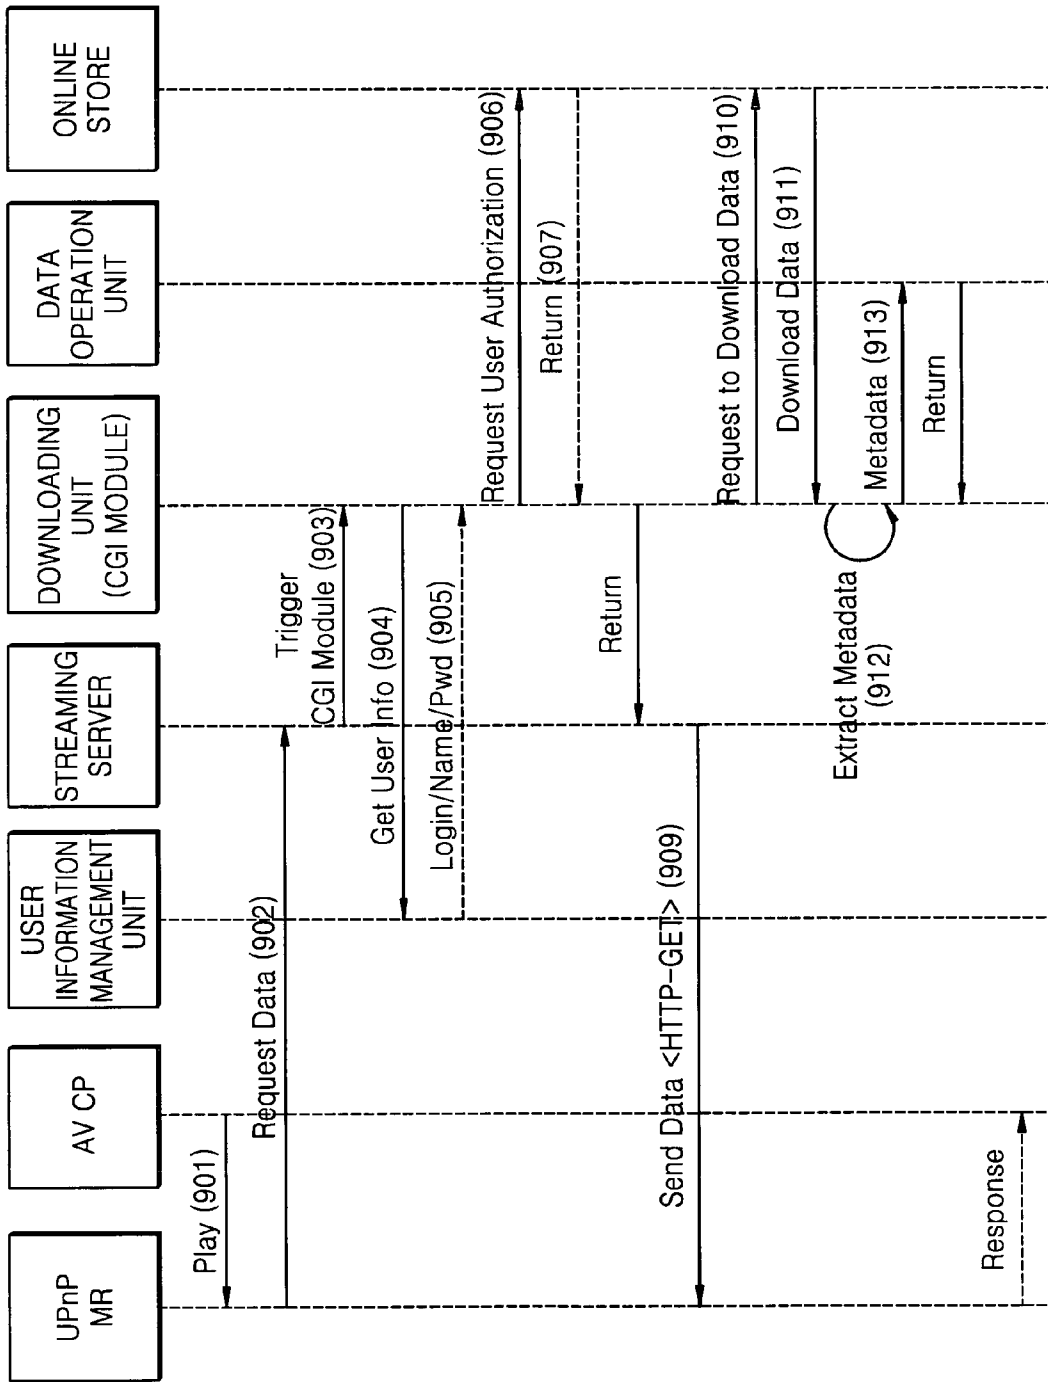 UPnP
MR
AV CP
USER
INFORMATION
MANAGEMENT
UNIT
STREAMING
SERVER
DOWNLOADING
UNIT
(CGI MODULE)
DATA
OPERATION
UNIT
ONLINE
STORE
Play (901)
Request Data (902)
Trigger
CGI Module (903)
Get User Info (904)
Login/Name/Pwd (905)
Request User Authorization (906)
Return (907)
Return
Send Data <HTTP-GET> (909)
Request to Download Data (910)
Download Data (911)
Extract Metadata
(912)
Metadata (913)
Return
Response